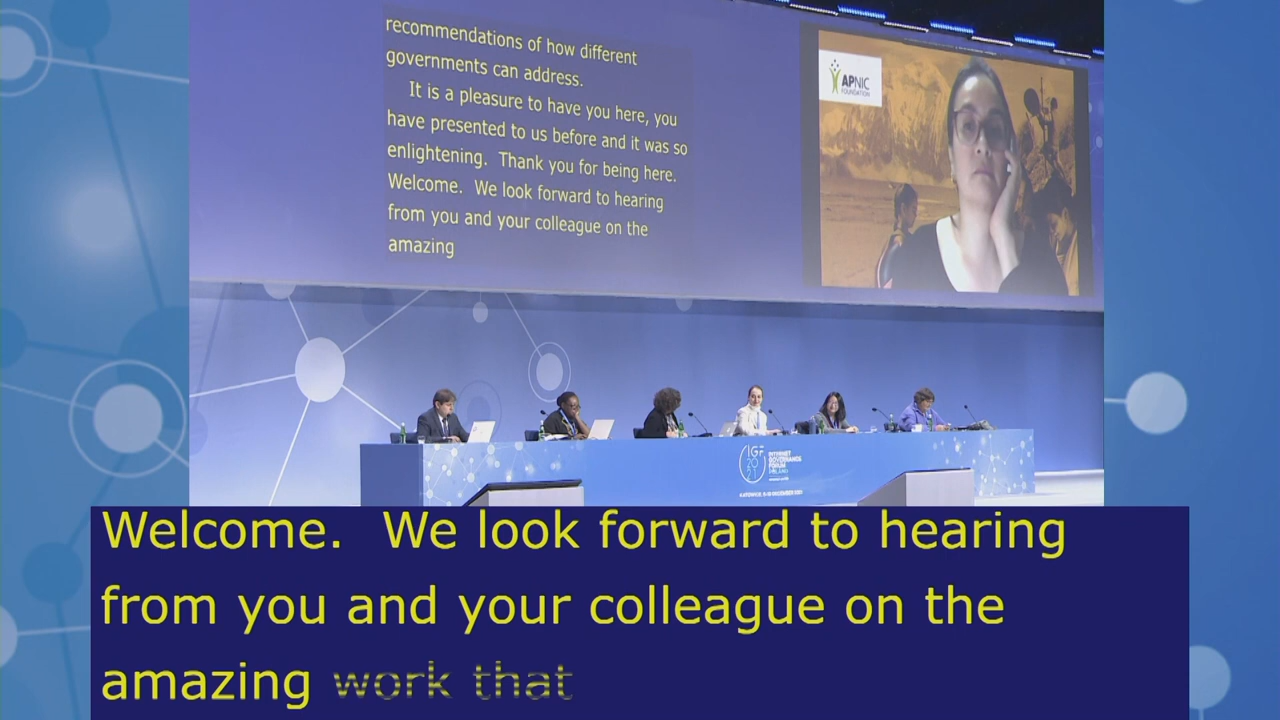 recommendations of how different
governments can address.
It is a pleasure to have you here, you
have presented to us before and it was so
enlightening. Thank you for being here.
Welcome. We look forward to hearing
from you and your colleague on the
amazing
APNIC
FOUNDATION
IGF
2021
INTERNET
GOVERNANCE
FORUM
POLAND
Welcome. We look forward to hearing
from you and your colleague on the
amazing work that